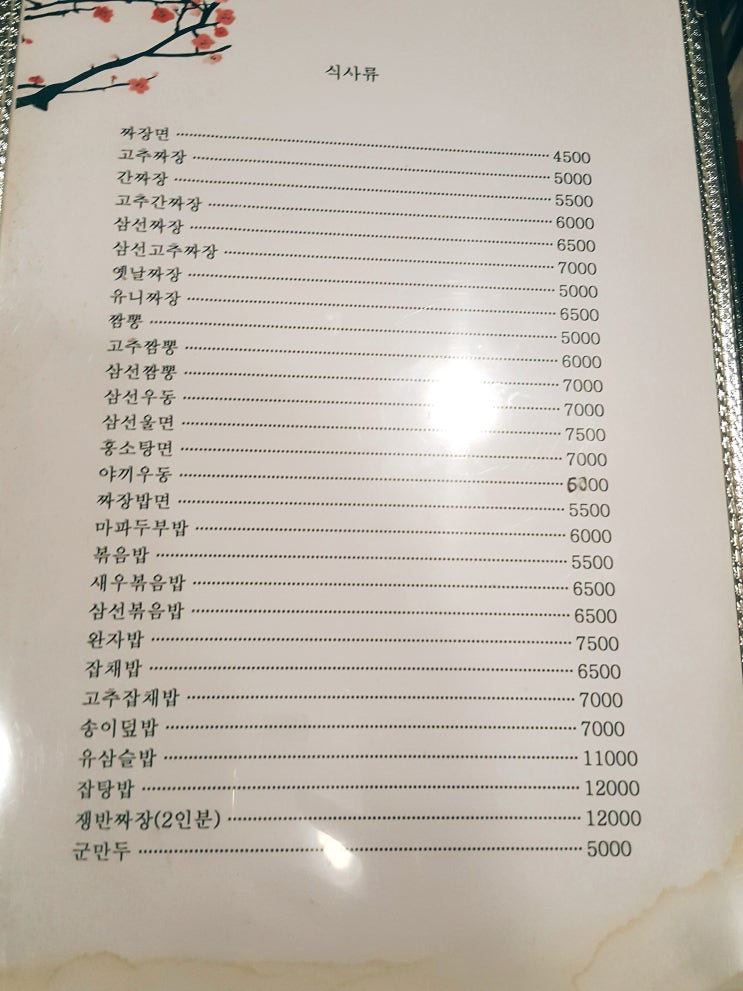 식사류
짜장면 4500
고추짜장 5000
간짜장 5500
고추간짜장 6000
삼선짜장 6500
삼선고추짜장 7000
옛날짜장 5000
유니짜장 6500
짬뽕 5000
고추짬뽕 6000
삼선짬뽕 7000
삼선우동 7000
삼선울면 7500
홍소탕면 7000
야끼우동 6000
짜장밥면 5500
마파두부밥 6000
볶음밥 5500
새우볶음밥 6500
삼선볶음밥 6500
완자밥 7500
잡채밥 6500
고추잡채밥 7000
송이덮밥 7000
유삼슬밥 11000
잡탕밥 12000
쟁반짜장(2인분) 12000
군만두 5000